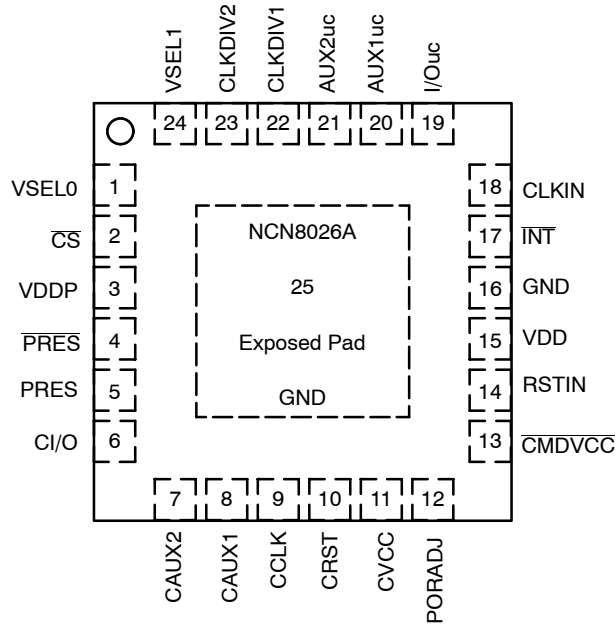 VSEL1
CLKDIV2
CLKDIV1
AUX2uc
AUX1uc
I/Ouc
24 23 22 21 20 19
VSEL0 1
CS 2
VDDP 3
PRES 4
PRES 5
CI/O 6
NCN8026A
25
Exposed Pad
GND
18 CLKIN
17 INT
16 GND
15 VDD
14 RSTIN
13 CMDVCC
7 8 9 10 11 12
CAUX2
CAUX1
CCLK
CRST
CVCC
PORADJ